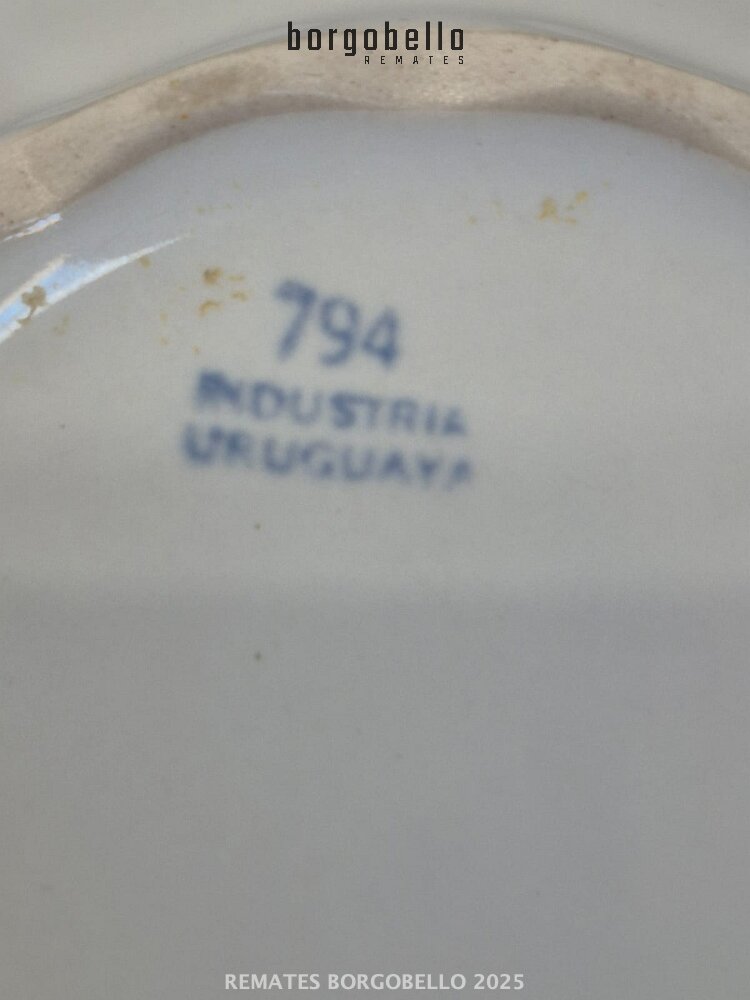 borgobello
REMATES
794
INDUSTRIA
URUGUAYA
REMATES BORGOBELLO 2025